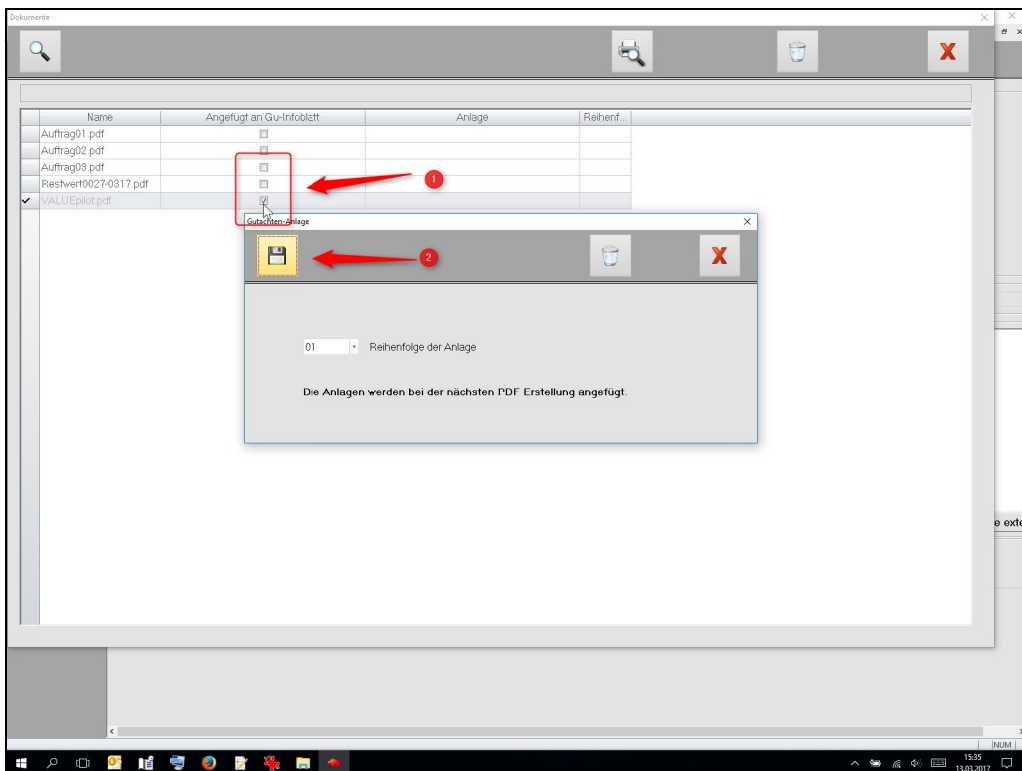 Dokumente
Name Angefügt an Gu-Infoblatt Anlage Reihenf...
Auftrag01.pdf
Auftrag02.pdf
Auftrag03.pdf
Restwert0027-0317.pdf
1
VALUEpilot.pdf
Gutachten-Anlage
2
01 Reihenfolge der Anlage
Die Anlagen werden bei der nächsten PDF Erstellung angefügt.
e exte
NUM
15:35
13.03.2017